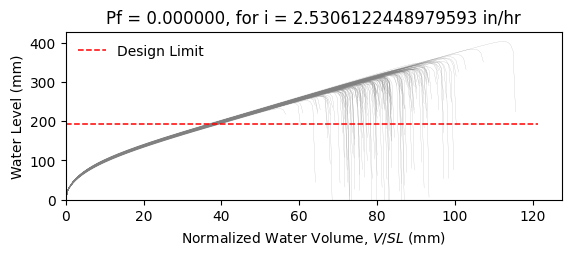 Pf = 0.000000, for i = 2.5306122448979593 in/hr
Water Level (mm)
400
300
200
100
0
Design Limit
0 20 40 60 80 100 120
Normalized Water Volume, V/SL (mm)